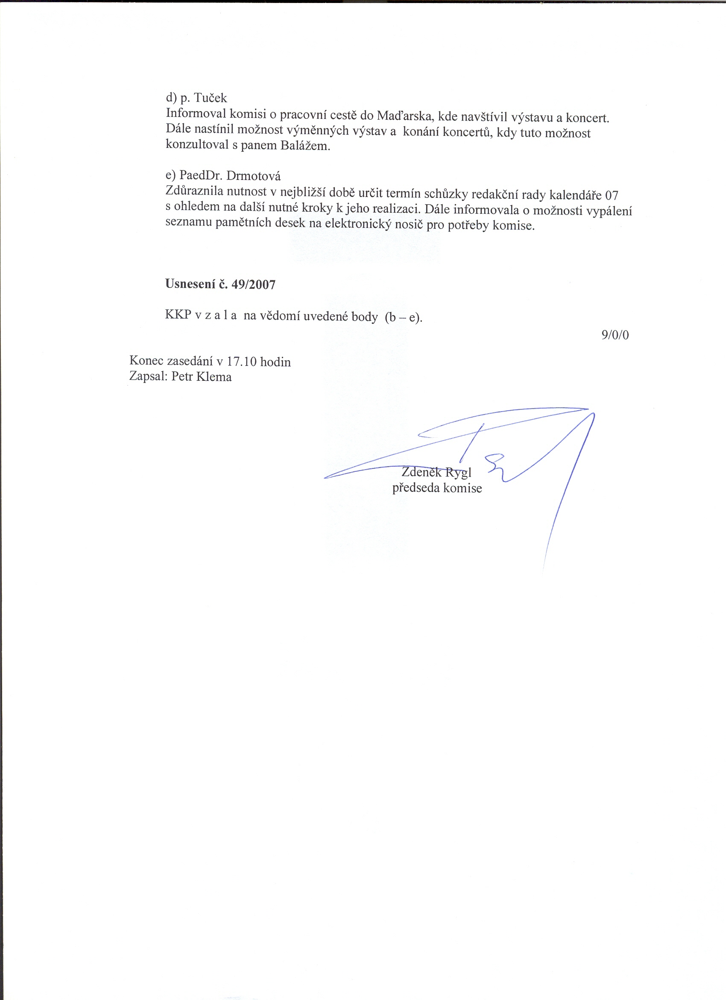 d) p. Tuček
Informoval komisi o pracovní cestě do Maďarska, kde navštívil výstavu a koncert.
Dále nastínil možnost výměnných výstav a  konání koncertů, kdy tuto možnost
konzultoval s panem Balážem.
e) PaedDr. Drmotová
Zdůraznila nutnost v nejbližší době určit termín schůzky redakční rady kalendáře 07
s ohledem na další nutné kroky k jeho realizaci. Dále informovala o možnosti vypálení
seznamu pamětních desek na elektronický nosič pro potřeby komise.
Usnesení č. 49/2007
KKP v z a l a  na vědomí uvedené body  (b – e).
9/0/0
Konec zasedání v 17.10 hodin
Zapsal: Petr Klema
Zdeněk Rygl
předseda komise